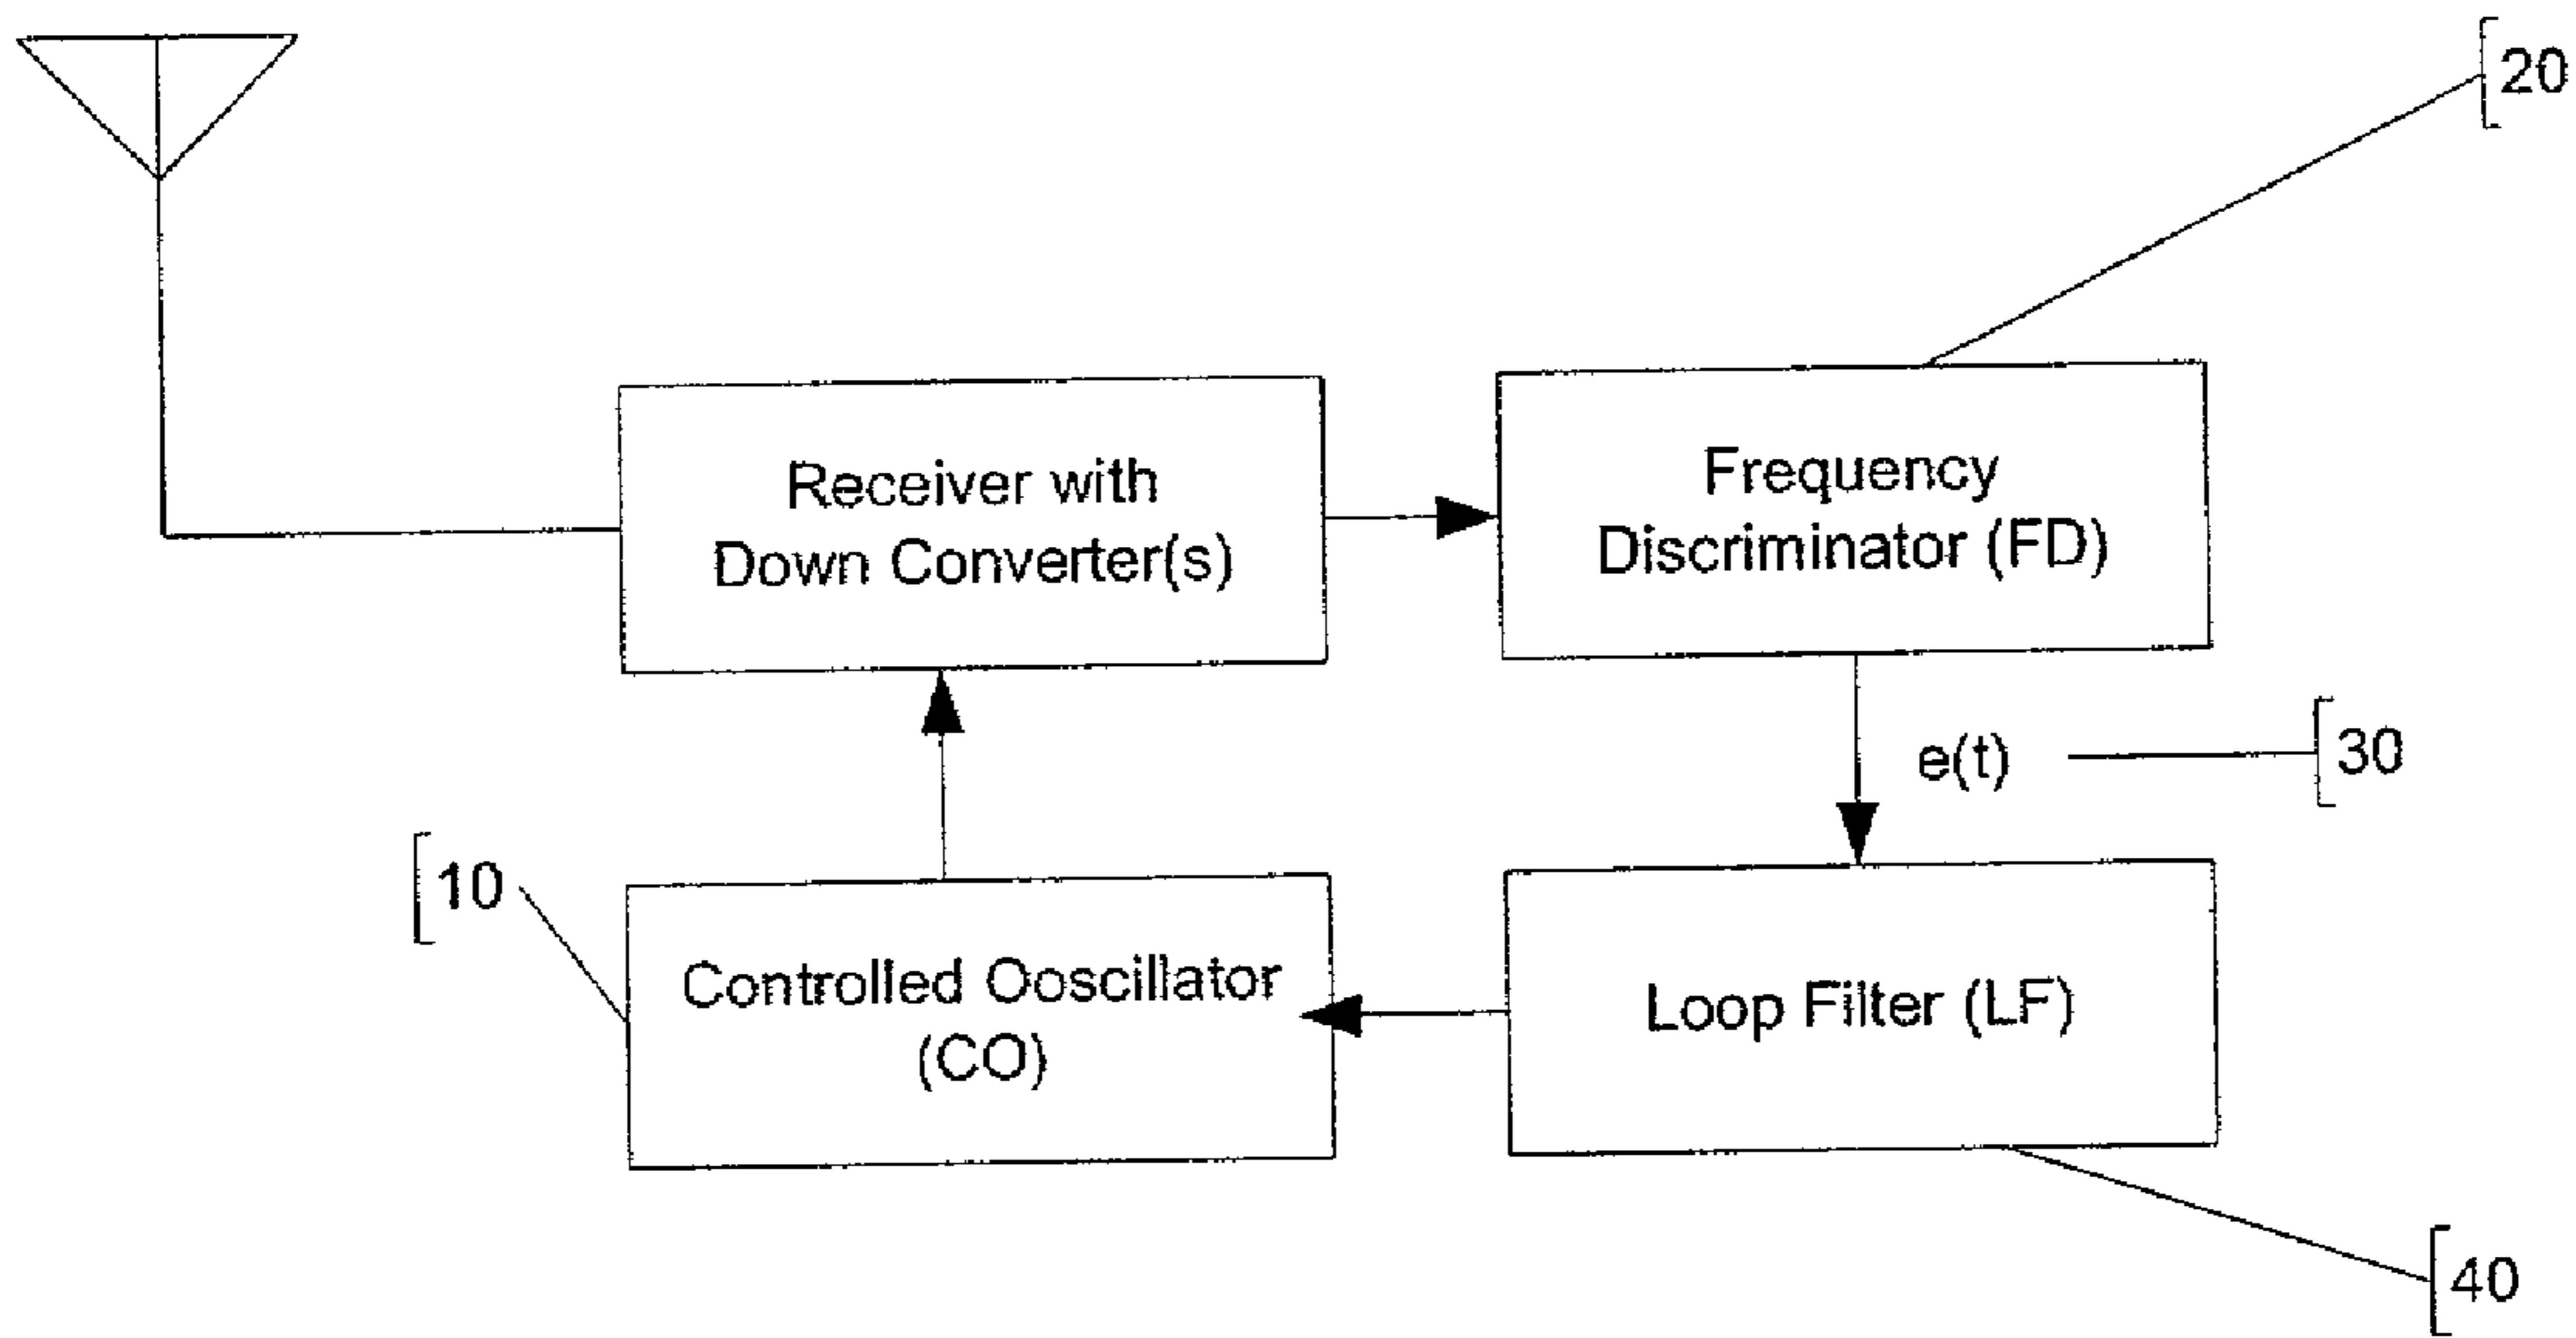 20
Receiver with
Down Converter(s)
Frequency
Discriminator (FD)
e(t)
30
10
Controlled Ooscillator
(CO)
Loop Filter (LF)
40